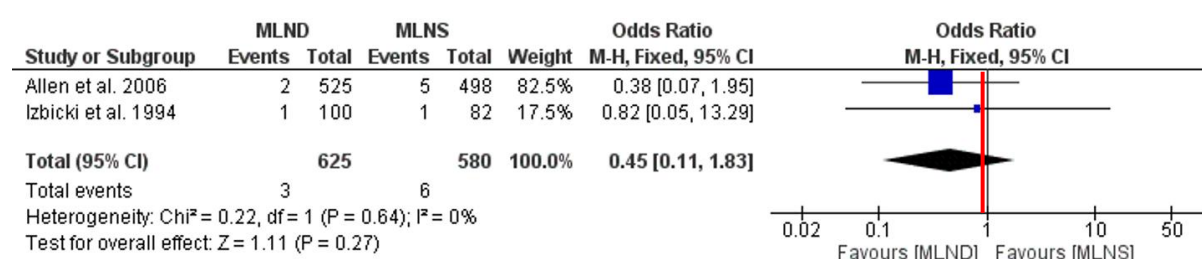 MLND MLNS Odds Ratio Odds Ratio
Study or Subgroup Events Total Events Total Weight M-H, Fixed, 95% CI M-H, Fixed, 95% CI
Allen et al. 2006 2 525 5 498 82.5% 0.38 [0.07, 1.95]
Izbicki et al. 1994 1 100 1 82 17.5% 0.82 [0.05, 13.29]
Total (95% CI) 625 580 100.0% 0.45 [0.11, 1.83]
Total events 3 6
Heterogeneity: Chi² = 0.22, df = 1 (P = 0.64); I² = 0%
Test for overall effect: Z = 1.11 (P = 0.27)
0.02 0.1 1 10 50
Favours [MLND] Favours [MLNS]